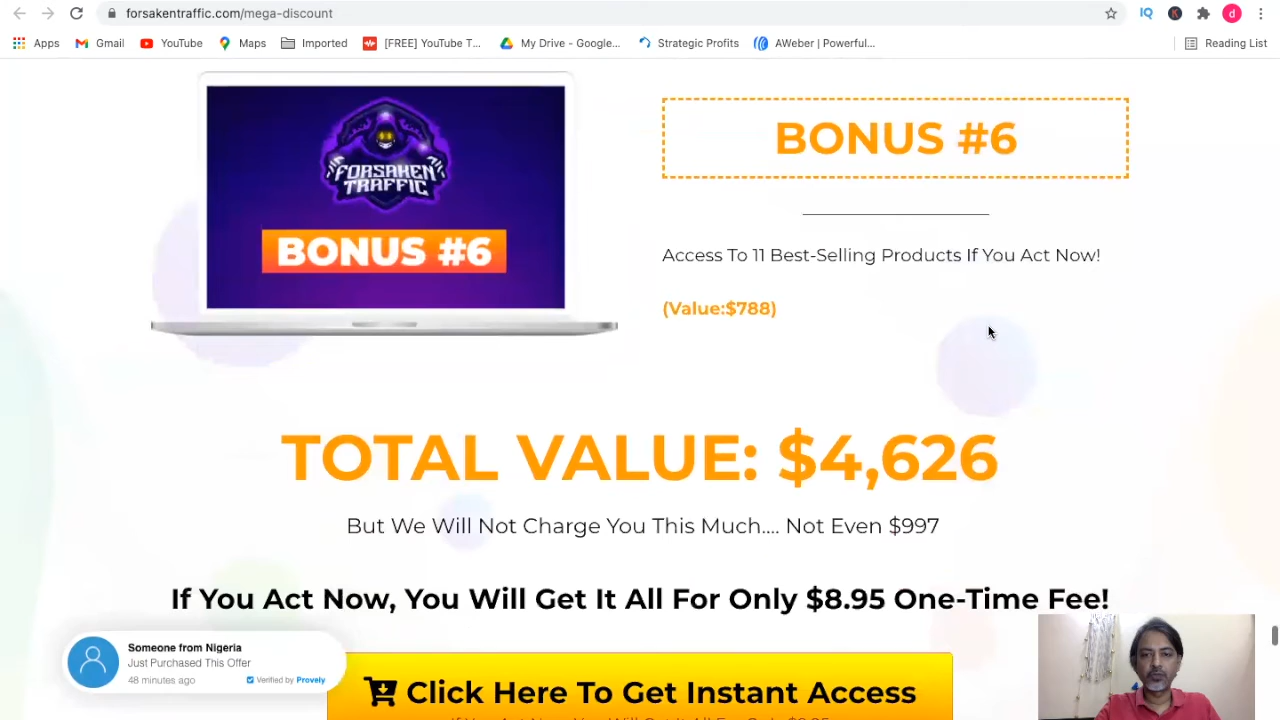 forsakentraffic.com/mega-discount
Apps
Gmail
YouTube
Maps
Imported
[FREE] YouTube T...
My Drive - Google...
Strategic Profits
AWeber | Powerful...
Reading List
FORSAKEN
TRAFFIC
BONUS #6
BONUS #6
Access To 11 Best-Selling Products If You Act Now!
(Value:$788)
TOTAL VALUE: $4,626
But We Will Not Charge You This Much.... Not Even $997
If You Act Now, You Will Get It All For Only $8.95 One-Time Fee!
Someone from Nigeria
Just Purchased This Offer
48 minutes ago
Verified by Provely
Click Here To Get Instant Access